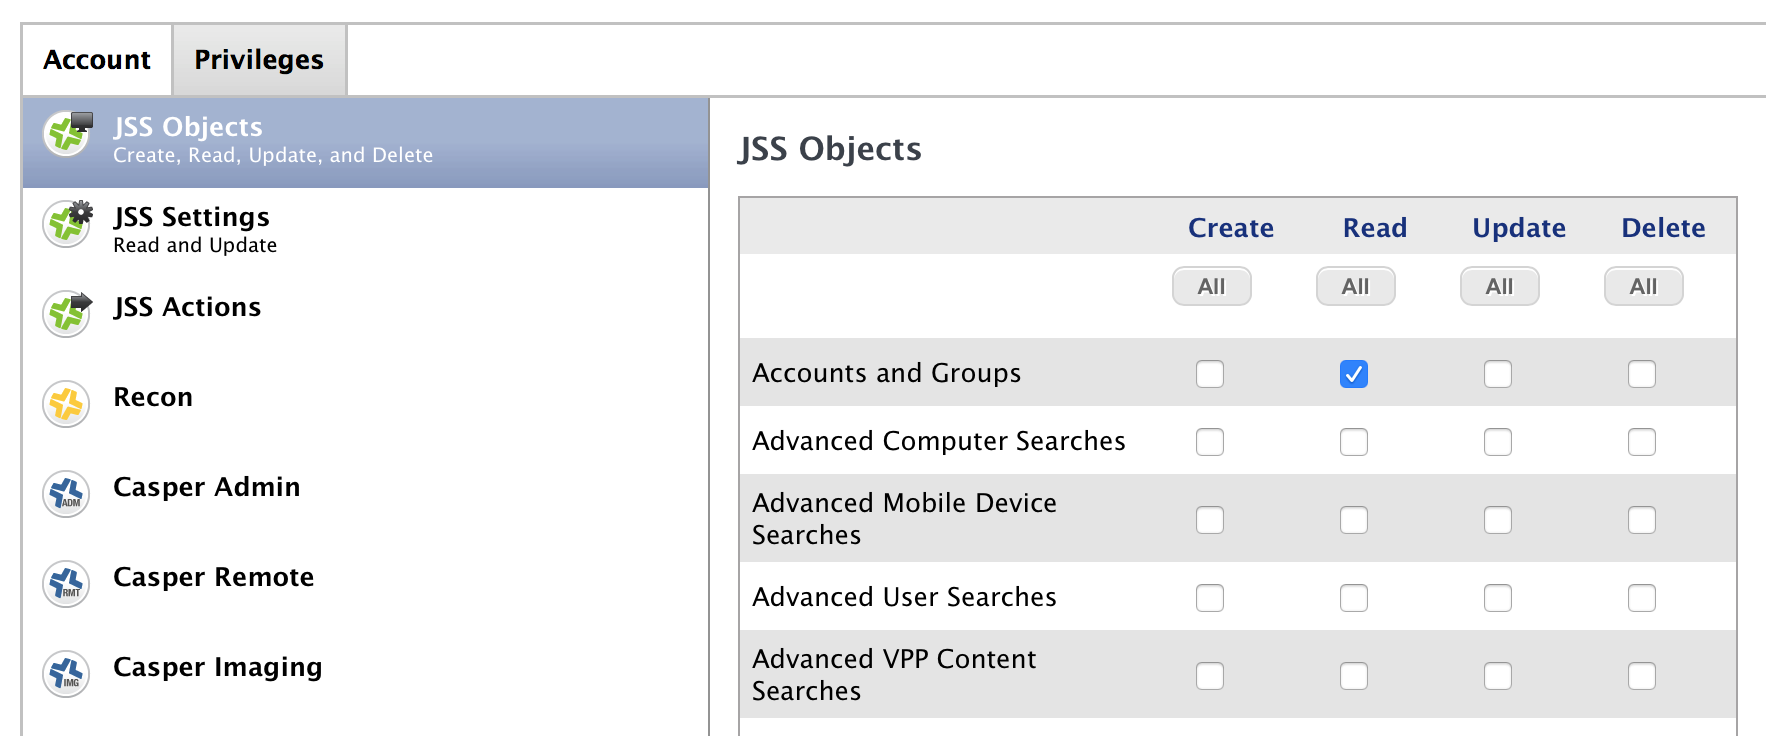 Account
Privileges
JSS Objects
Create, Read, Update, and Delete
JSS Settings
Read and Update
JSS Actions
Recon
ADM
Casper Admin
RMT
Casper Remote
IMG
Casper Imaging
JSS Objects
Create Read Update Delete
All All All All
Accounts and Groups
Advanced Computer Searches
Advanced Mobile Device
Searches
Advanced User Searches
Advanced VPP Content
Searches